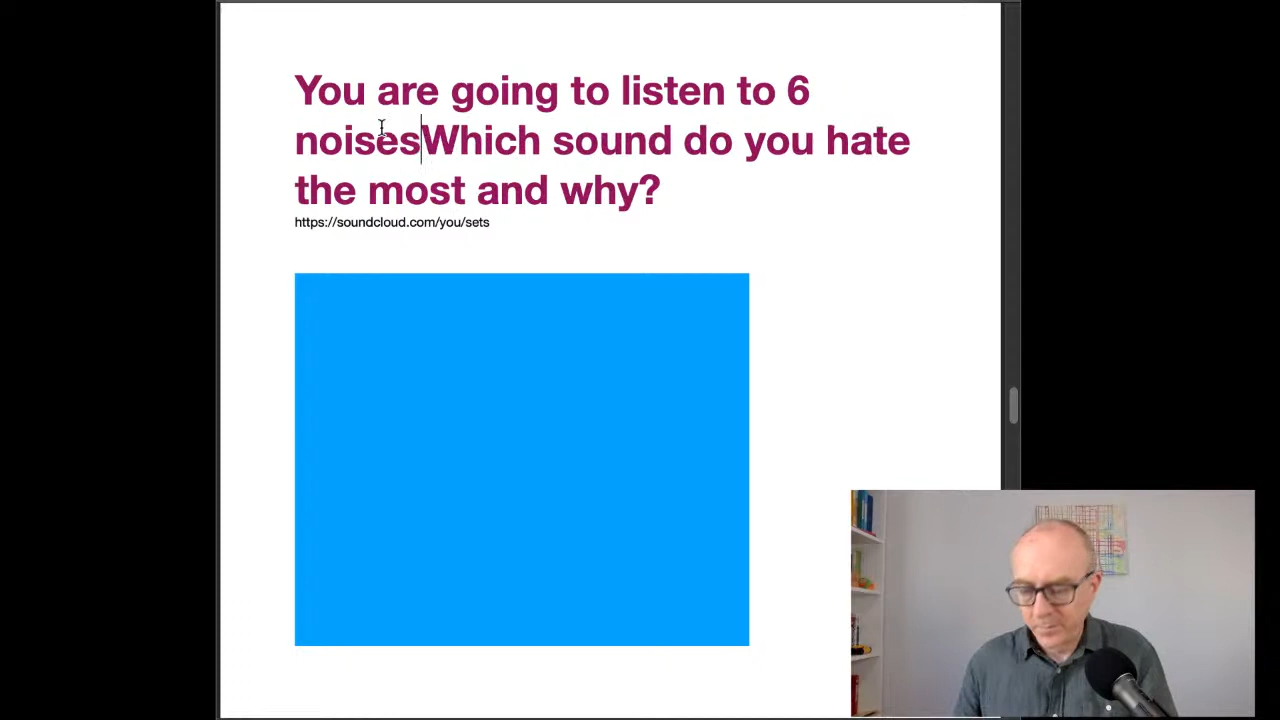 You are going to listen to 6
noisesWhich sound do you hate
the most and why?
https://soundcloud.com/you/sets